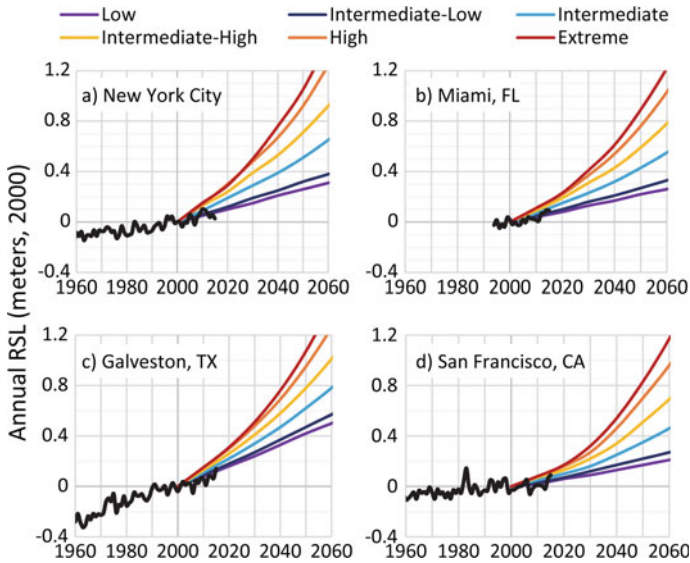 Low Intermediate-Low Intermediate
Intermediate-High High Extreme
Annual RSL (meters, 2000)
a) New York City
1.2
0.8
0.4
0
-0.4
1960 1980 2000 2020 2040 2060
b) Miami, FL
1.2
0.8
0.4
0
-0.4
1960 1980 2000 2020 2040 2060
c) Galveston, TX
1.2
0.8
0.4
0
-0.4
1960 1980 2000 2020 2040 2060
d) San Francisco, CA
1.2
0.8
0.4
0
-0.4
1960 1980 2000 2020 2040 2060